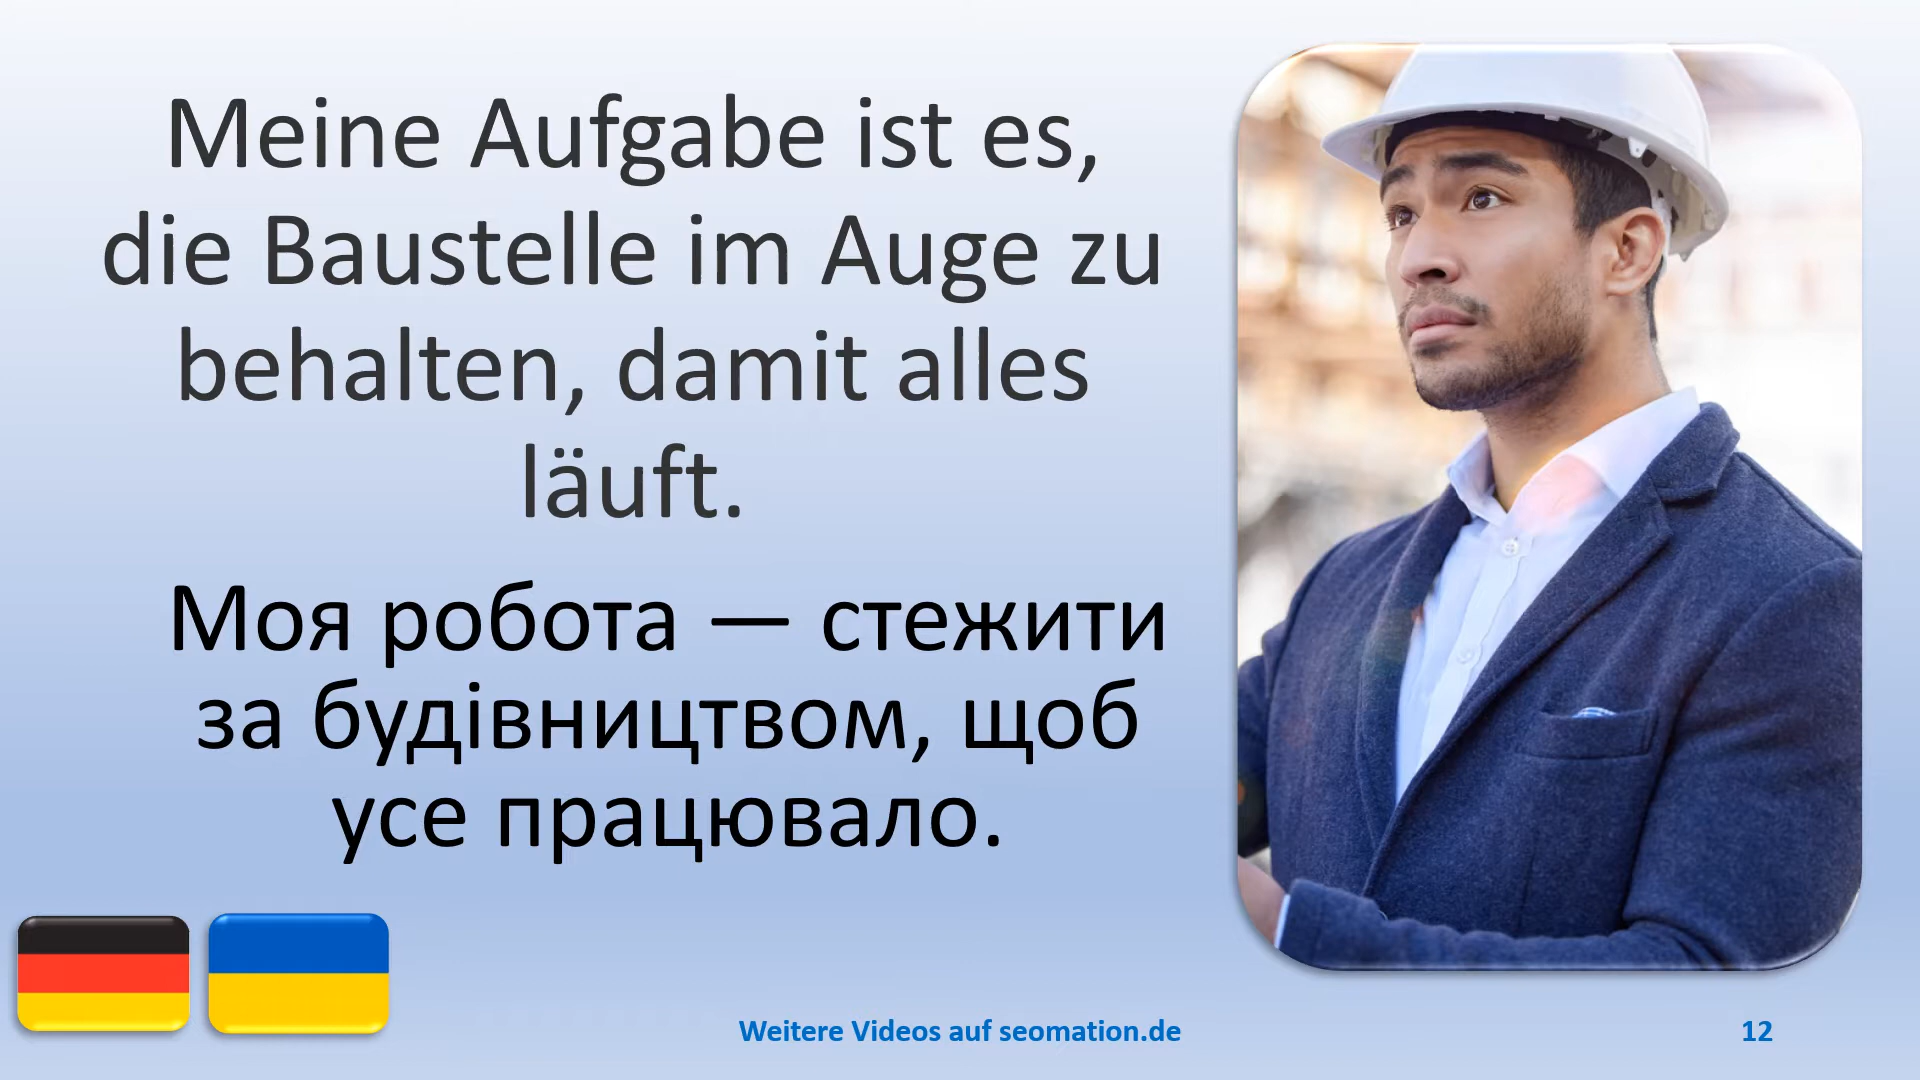 Meine Aufgabe ist es,
die Baustelle im Auge zu
behalten, damit alles
läuft.
Моя робота — стежити
за будівництвом, щоб
усе працювало.
Weitere Videos auf seomation.de
12